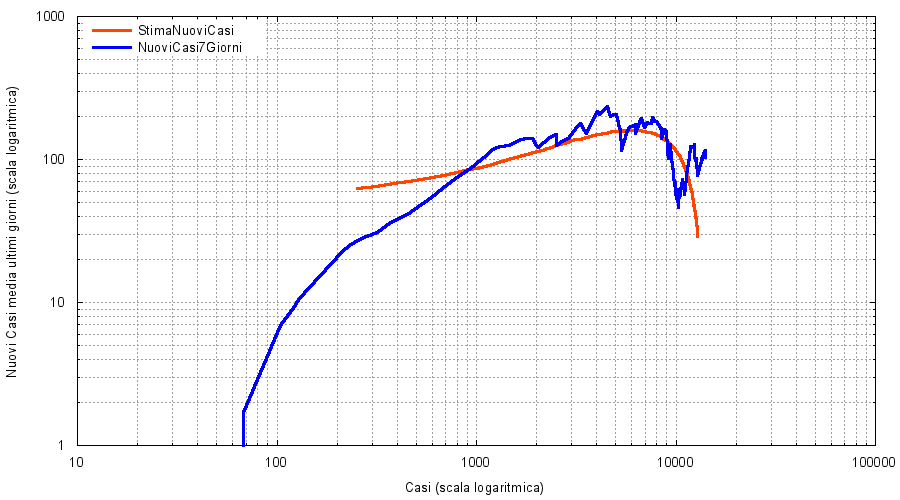 1000
StimaNuoviCasi
NuoviCasi7Giorni
100
10
1
Nuovi Casi media ultimi giorni (scala logaritmica)
10 100 1000 10000 100000
Casi (scala logaritmica)